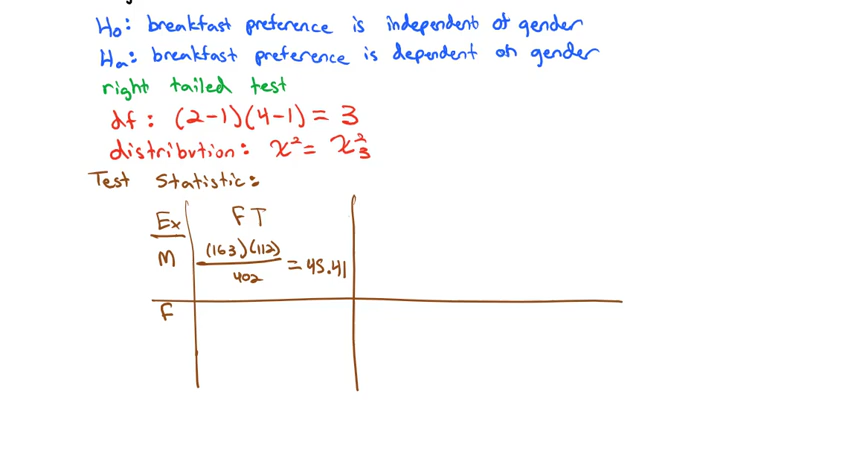 Ho: breakfast preference is independent of gender
Ha: breakfast preference is dependent on gender
right tailed test
df: (2-1)(4-1) = 3
distribution: χ² = χ²₃
Test Statistic:
Ex FT
M (163)(112)
402
= 45.41
F